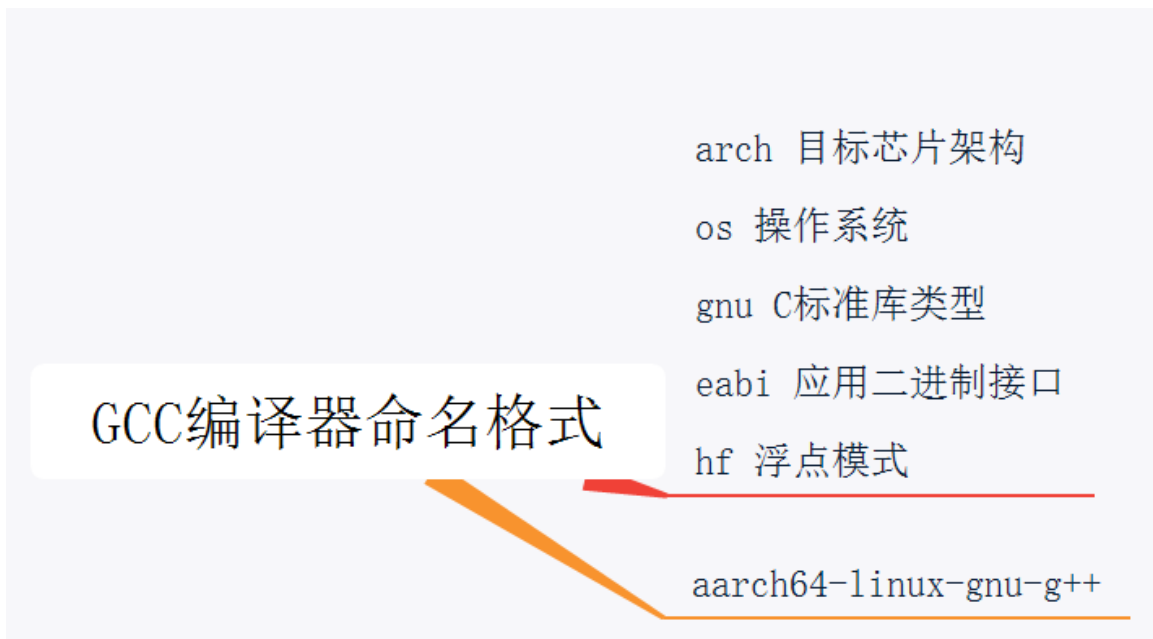 arch 目标芯片架构
os 操作系统
gnu C标准库类型
eabi 应用二进制接口
GCC编译器命名格式
hf 浮点模式
aarch64-linux-gnu-g++